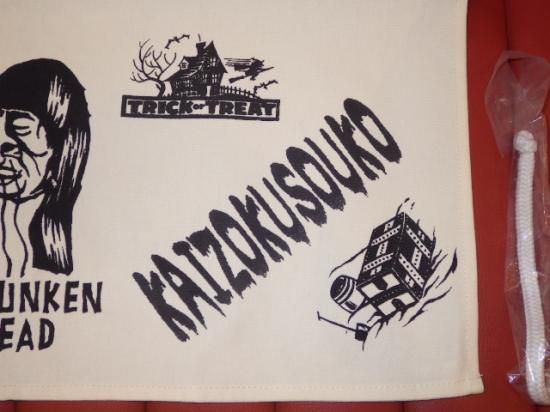 TRICK or TREAT
KAIZOKUSOUKO
UNKEN
EAD